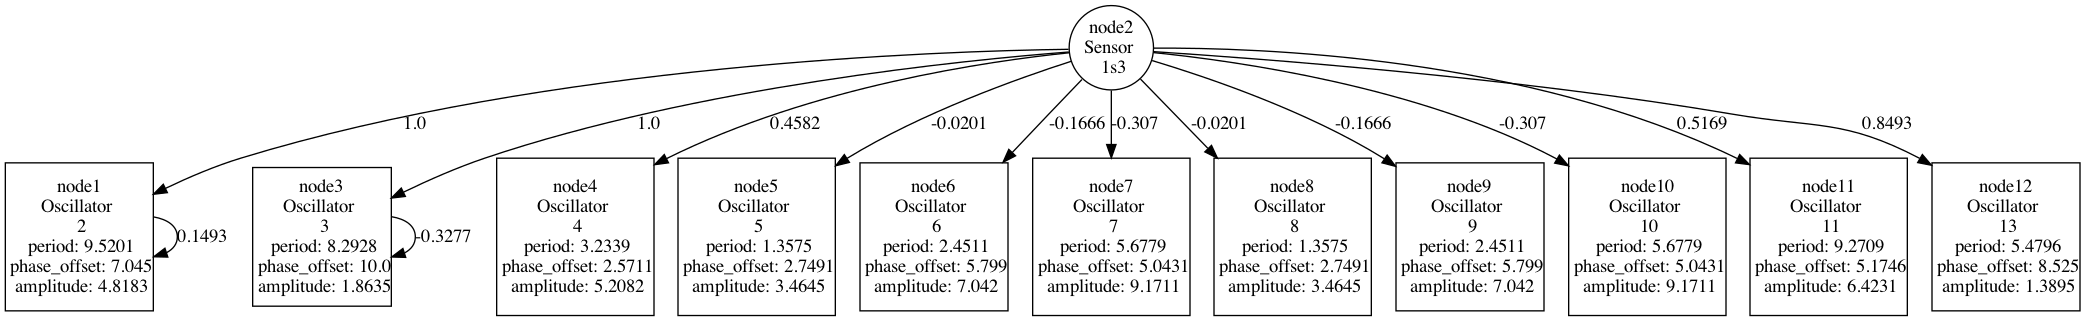 node2
Sensor
1s3
1.0
1.0
0.4582
-0.0201
-0.1666
-0.307
-0.0201
-0.1666
-0.307
0.5169
0.8493
node1
Oscillator
2
period: 9.5201
phase_offset: 7.045
amplitude: 4.8183
0.1493
node3
Oscillator
3
period: 8.2928
phase_offset: 10.0
amplitude: 1.8635
-0.3277
node4
Oscillator
4
period: 3.2339
phase_offset: 2.5711
amplitude: 5.2082
node5
Oscillator
5
period: 1.3575
phase_offset: 2.7491
amplitude: 3.4645
node6
Oscillator
6
period: 2.4511
phase_offset: 5.799
amplitude: 7.042
node7
Oscillator
7
period: 5.6779
phase_offset: 5.0431
amplitude: 9.1711
node8
Oscillator
8
period: 1.3575
phase_offset: 2.7491
amplitude: 3.4645
node9
Oscillator
9
period: 2.4511
phase_offset: 5.799
amplitude: 7.042
node10
Oscillator
10
period: 5.6779
phase_offset: 5.0431
amplitude: 9.1711
node11
Oscillator
11
period: 9.2709
phase_offset: 5.1746
amplitude: 6.4231
node12
Oscillator
13
period: 5.4796
phase_offset: 8.525
amplitude: 1.3895